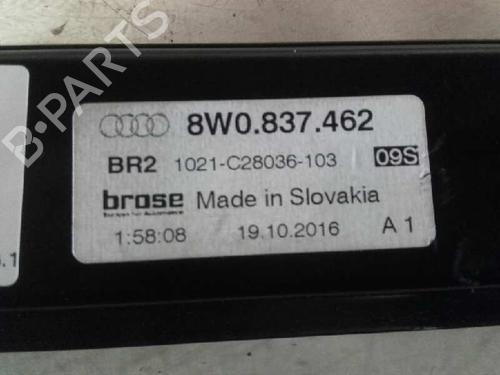 8W0.837.462
BR2 1021-C28036-103 09S
brose Made in Slovakia
1:58:08 19.10.2016 A 1
.1
B-PARTS